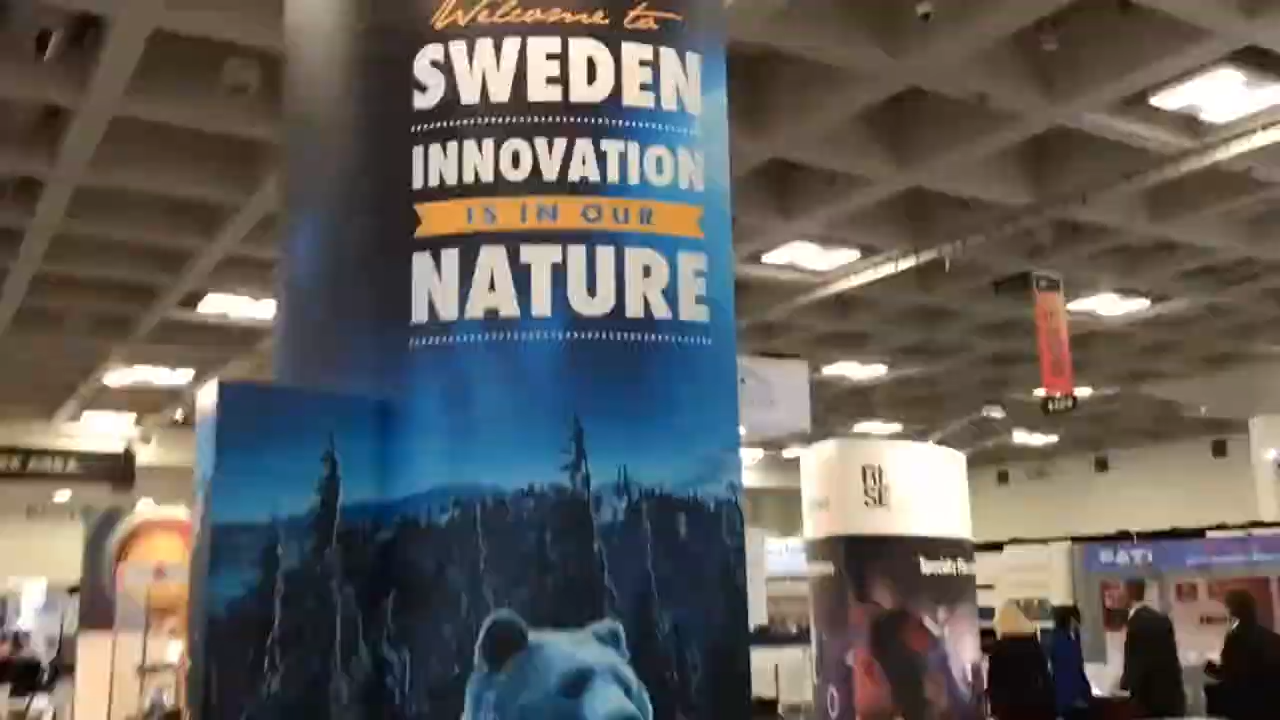 Welcome to
SWEDEN
INNOVATION
IS IN OUR
NATURE